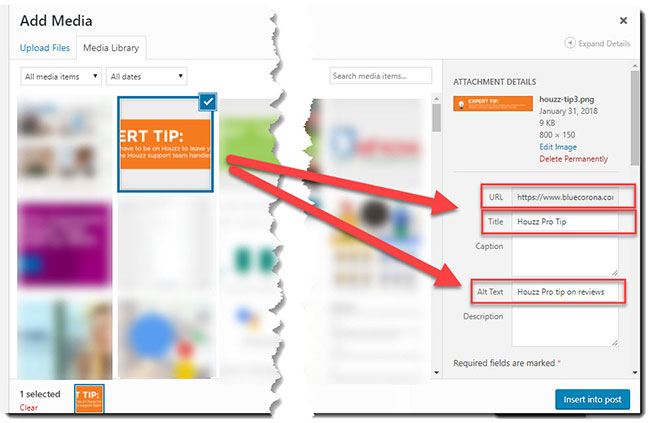 Add Media
×
Upload Files
Media Library
Expand Details
All media items
All dates
Search media items...
ERT TIP:
have to be on Houzz to leave y
he Houzz support team handle
ATTACHMENT DETAILS
EXPERT TIP:
houzz-tip3.png
January 31, 2018
9 KB
800 × 150
Edit Image
Delete Permanently
URL https://www.bluecorona.co
Title Houzz Pro Tip
Caption
Alt Text Houzz Pro tip on reviews
Description
Required fields are marked *
1 selected
Clear
T TIP:
Insert into post